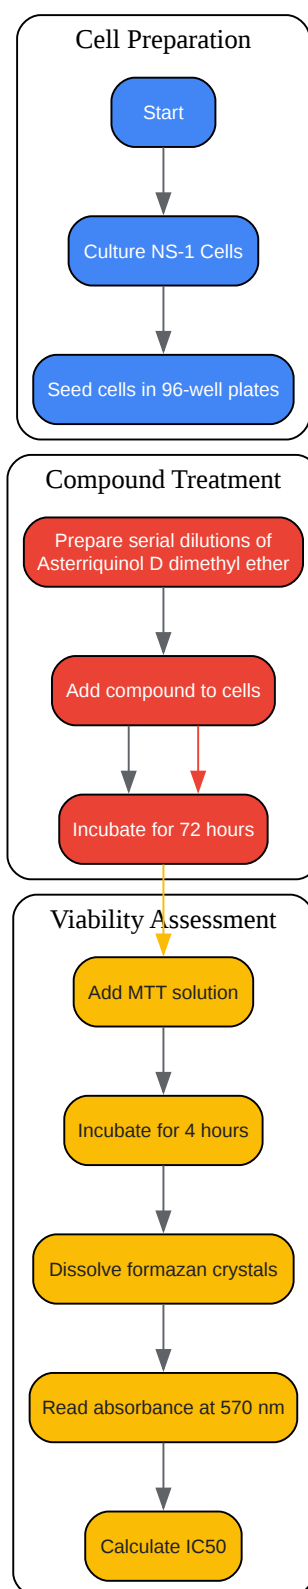 Cell Preparation
Start
Culture NS-1 Cells
Seed cells in 96-well plates
Compound Treatment
Prepare serial dilutions of
Asterriquinol D dimethyl ether
Add compound to cells
Incubate for 72 hours
Viability Assessment
Add MTT solution
Incubate for 4 hours
Dissolve formazan crystals
Read absorbance at 570 nm
Calculate IC50